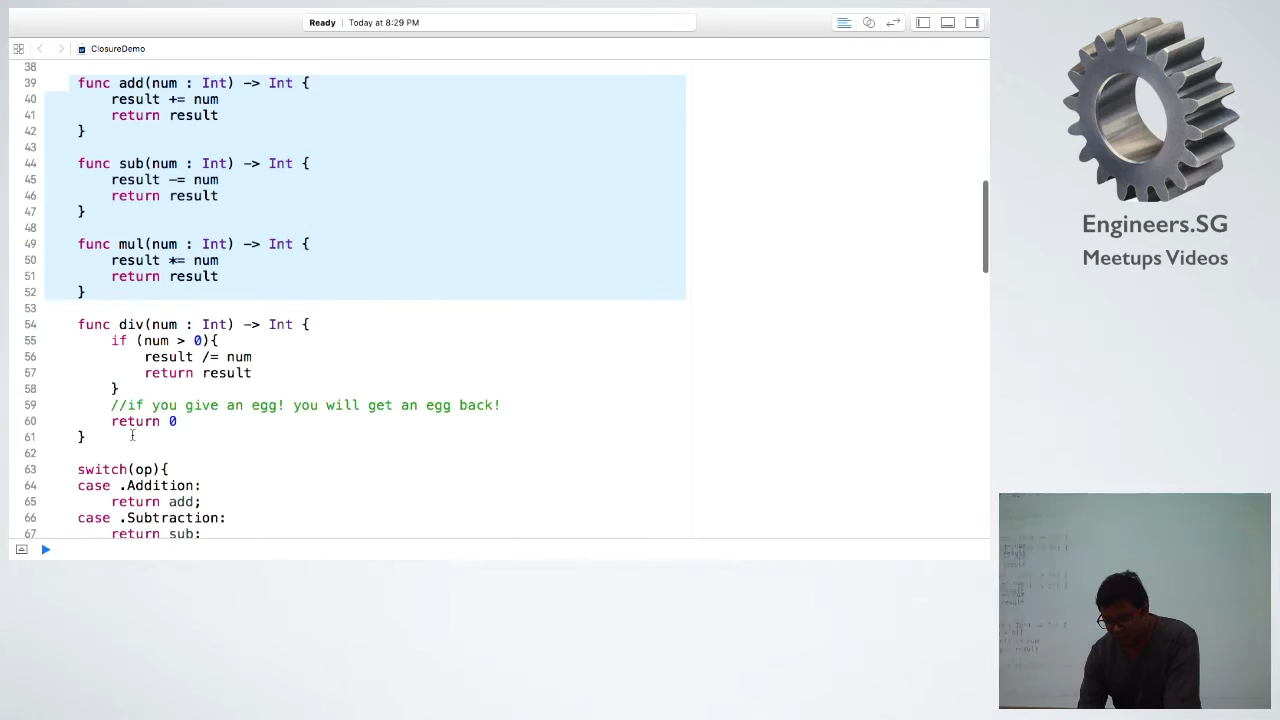 Ready | Today at 8:29 PM
ClosureDemo
38
39 func add(num : Int) -> Int {
40 result += num
41 return result
42 }
43
44 func sub(num : Int) -> Int {
45 result -= num
46 return result
47 }
48
49 func mul(num : Int) -> Int {
50 result *= num
51 return result
52 }
53
54 func div(num : Int) -> Int {
55 if (num > 0){
56 result /= num
57 return result
58 }
59 //if you give an egg! you will get an egg back!
60 return 0
61 }
62
63 switch(op){
64 case .Addition:
65 return add;
66 case .Subtraction:
67 return sub;
Engineers.SG
Meetups Videos